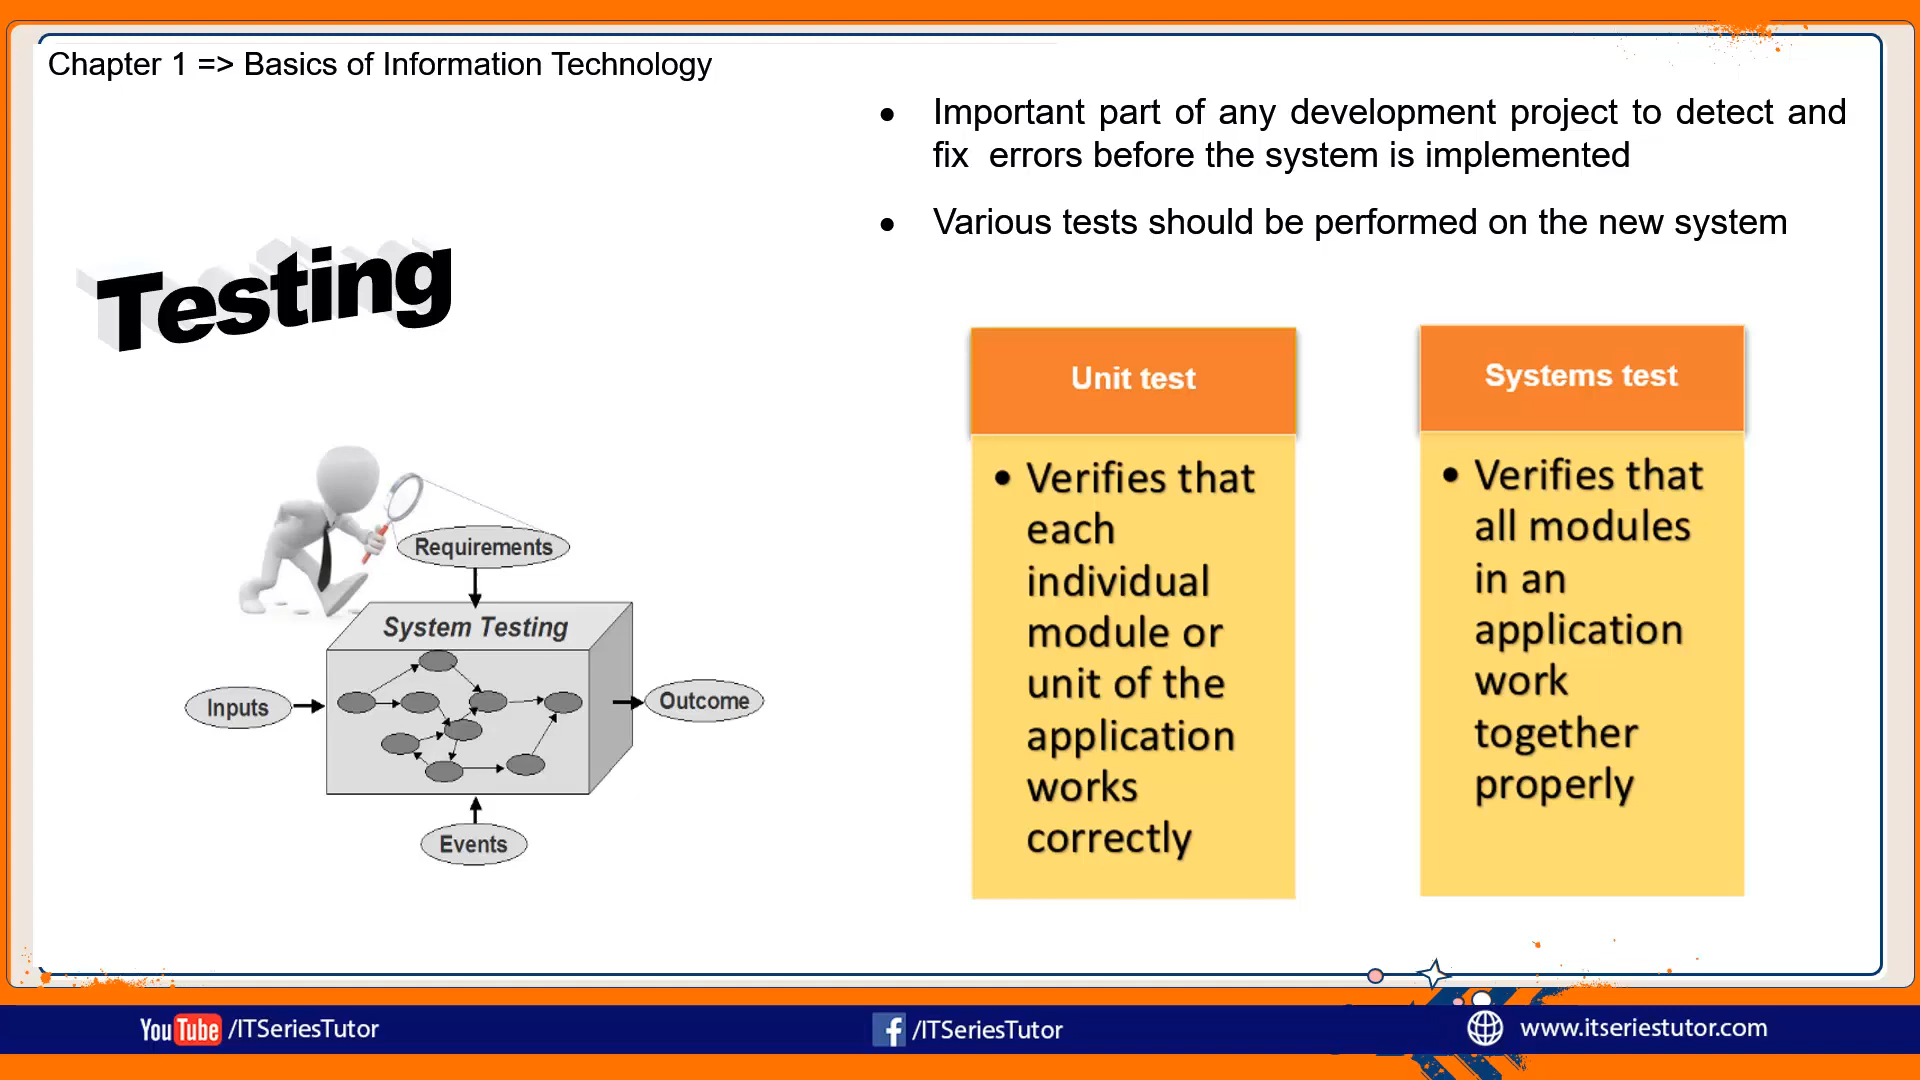 Chapter 1 => Basics of Information Technology
● Important part of any development project to detect and
fix errors before the system is implemented
● Various tests should be performed on the new system
Testing
Requirements
System Testing
Inputs
Outcome
Events
Unit test
• Verifies that
each
individual
module or
unit of the
application
works
correctly
Systems test
• Verifies that
all modules
in an
application
work
together
properly
YouTube /ITSeriesTutor
f /ITSeriesTutor
www.itseriestutor.com